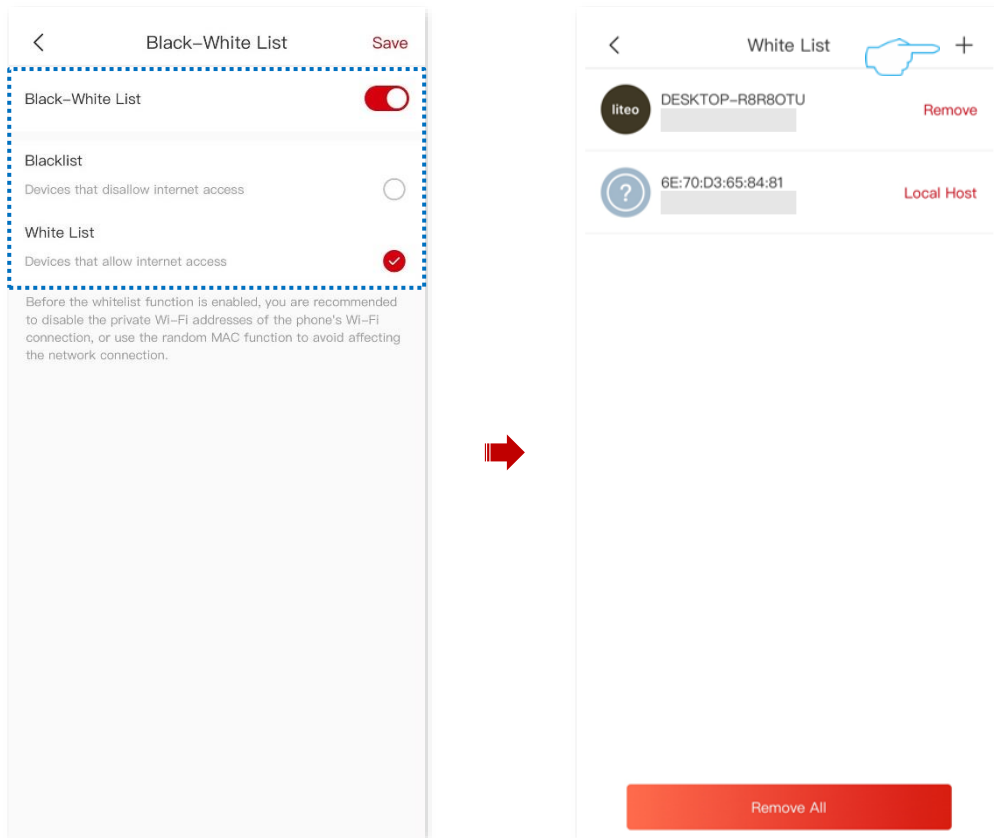 Black-White List
Save
Black-White List
Blacklist
Devices that disallow internet access
White List
Devices that allow internet access
Before the whitelist function is enabled, you are recommended
to disable the private Wi-Fi addresses of the phone's Wi-Fi
connection, or use the random MAC function to avoid affecting
the network connection.
White List
liteo
DESKTOP-R8R8OTU
Remove
?
6E:70:D3:65:84:81
Local Host
Remove All